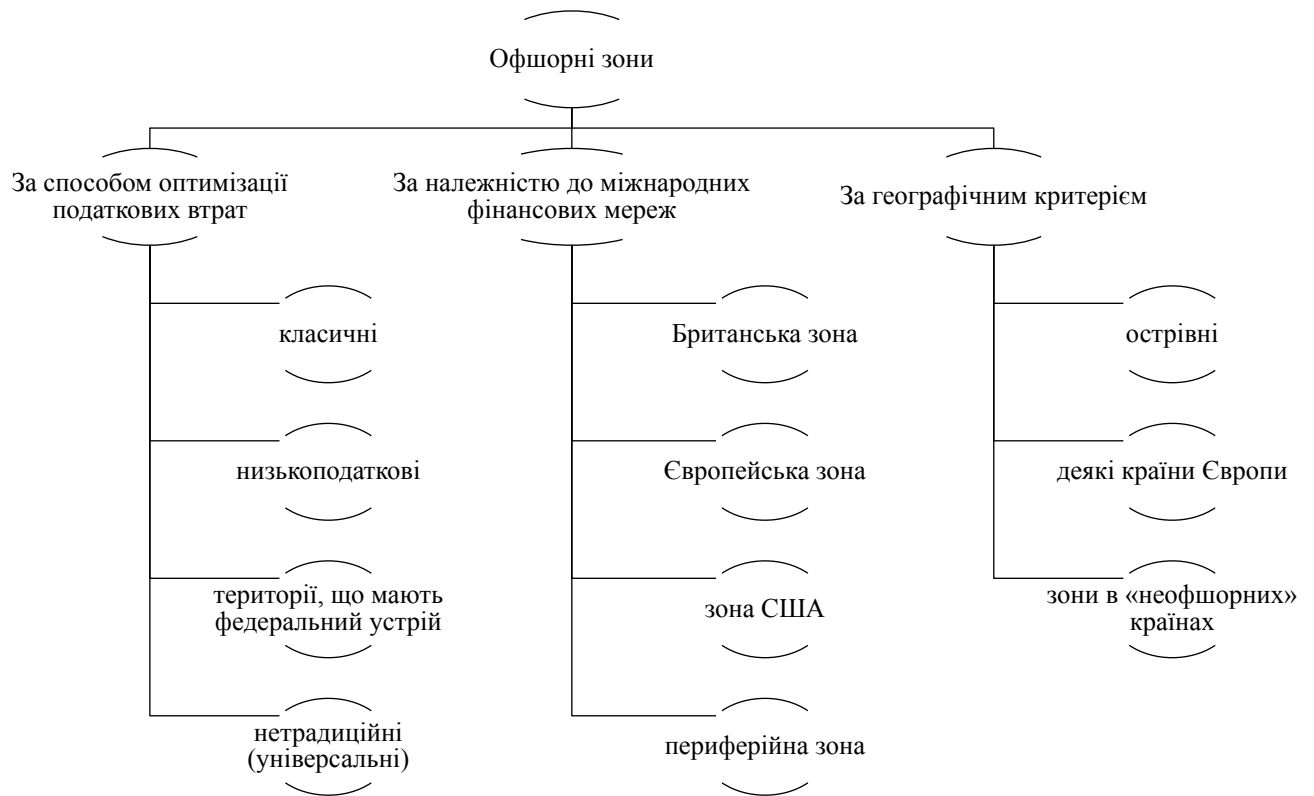 Офшорні зони
За способом оптимізації
податкових втрат
За належністю до міжнародних
фінансових мереж
За географічним критерієм
класичні
низькоподаткові
території, що мають
федеральний устрій
нетрадиційні
(універсальні)
Британська зона
Європейська зона
зона США
периферійна зона
острівні
деякі країни Європи
зони в «неофшорних»
країнах